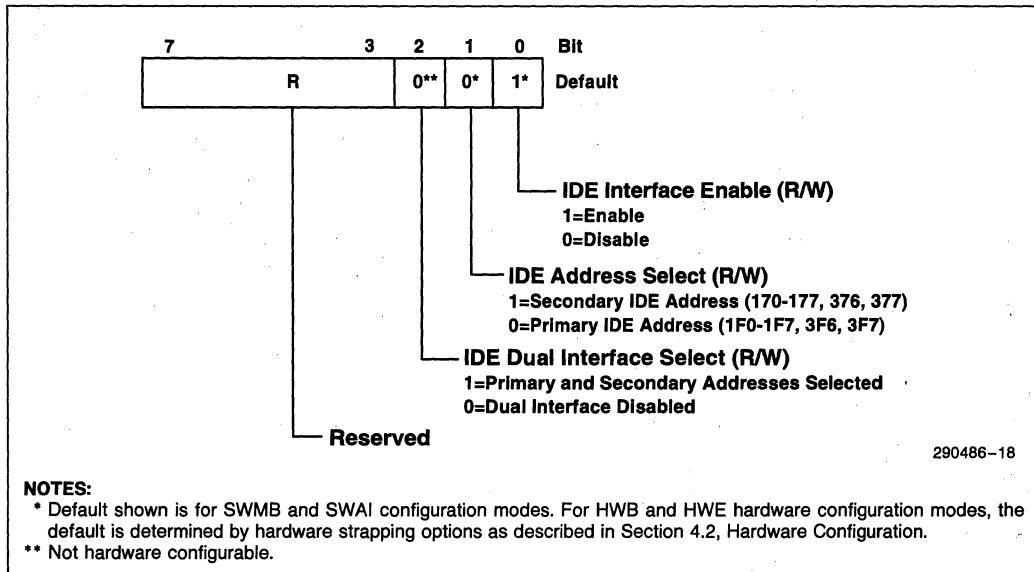 7 3 2 1 0 Bit
R 0** 0* 1* Default
IDE Interface Enable (R/W)
1=Enable
0=Disable
IDE Address Select (R/W)
1=Secondary IDE Address (170-177, 376, 377)
0=Primary IDE Address (1F0-1F7, 3F6, 3F7)
IDE Dual Interface Select (R/W)
1=Primary and Secondary Addresses Selected
0=Dual Interface Disabled
Reserved
290486-18
NOTES:
* Default shown is for SWMB and SWAI configuration modes. For HWB and HWE hardware configuration modes, the
default is determined by hardware strapping options as described in Section 4.2, Hardware Configuration.
** Not hardware configurable.